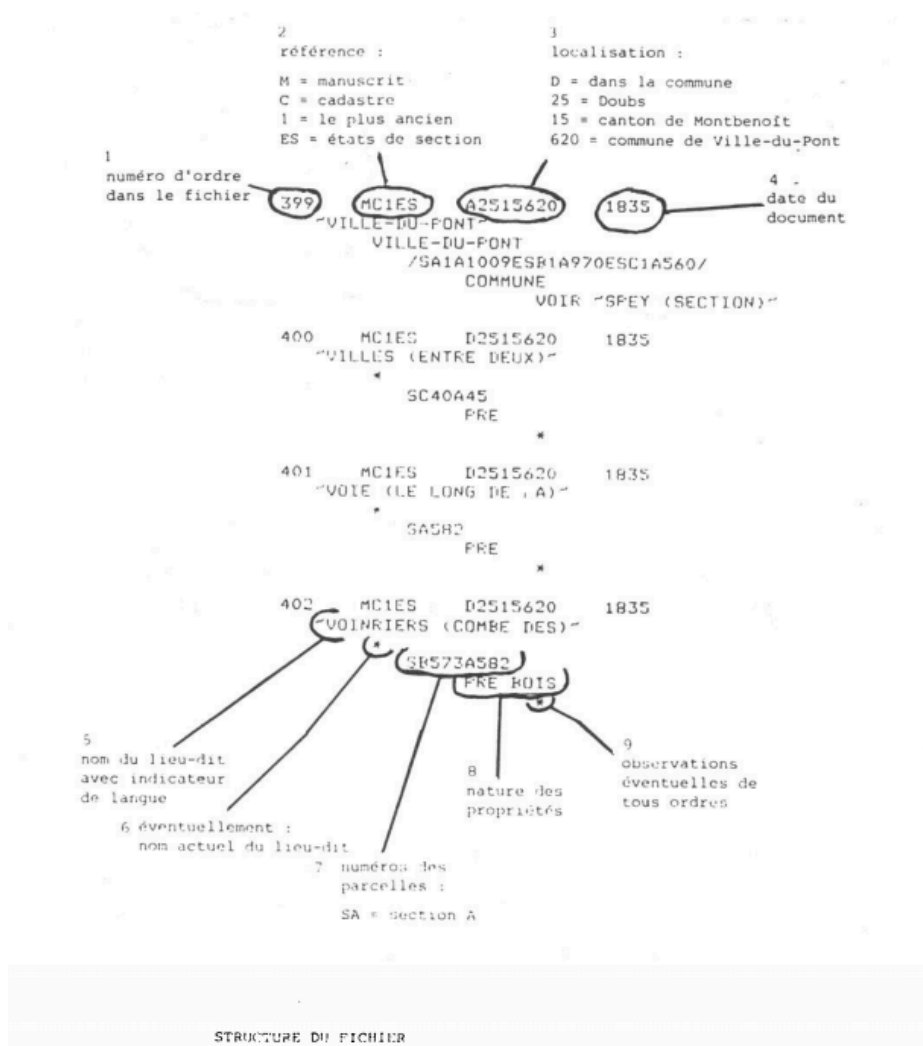 2
référence :
M = manuscrit
C = cadastre
1 = le plus ancien
ES = états de section
3
localisation :
D = dans la commune
25 = Doubs
15 = canton de Montbenoît
620 = commune de Ville-du-Pont
1
numéro d'ordre
dans le fichier
4
date du
document
399 MC1ES A2515620 1835
~VILLE-DU-PONT~
VILLE-DU-PONT
/SA1A1009ESB1A970ESC1A560/
COMMUNE
VOIR ~SPEY (SECTION)~
400 MC1ES D2515620 1835
~VILLES (ENTRE DEUX)~
*
SC40A45
PRE
*
401 MC1ES D2515620 1835
~VOIE (LE LONG DE A)~
*
SA582
PRE
*
402 MC1ES D2515620 1835
~VOINRIERS (COMBE DES)~
*
SB573A582
PRE BOIS
*
5
nom du lieu-dit
avec indicateur
de langue
6 éventuellement :
nom actuel du lieu-dit
7 numéros des
parcelles :
SA = section A
8
nature des
propriétés
9
observations
éventuelles de
tous ordres
STRUCTURE DU FICHIER